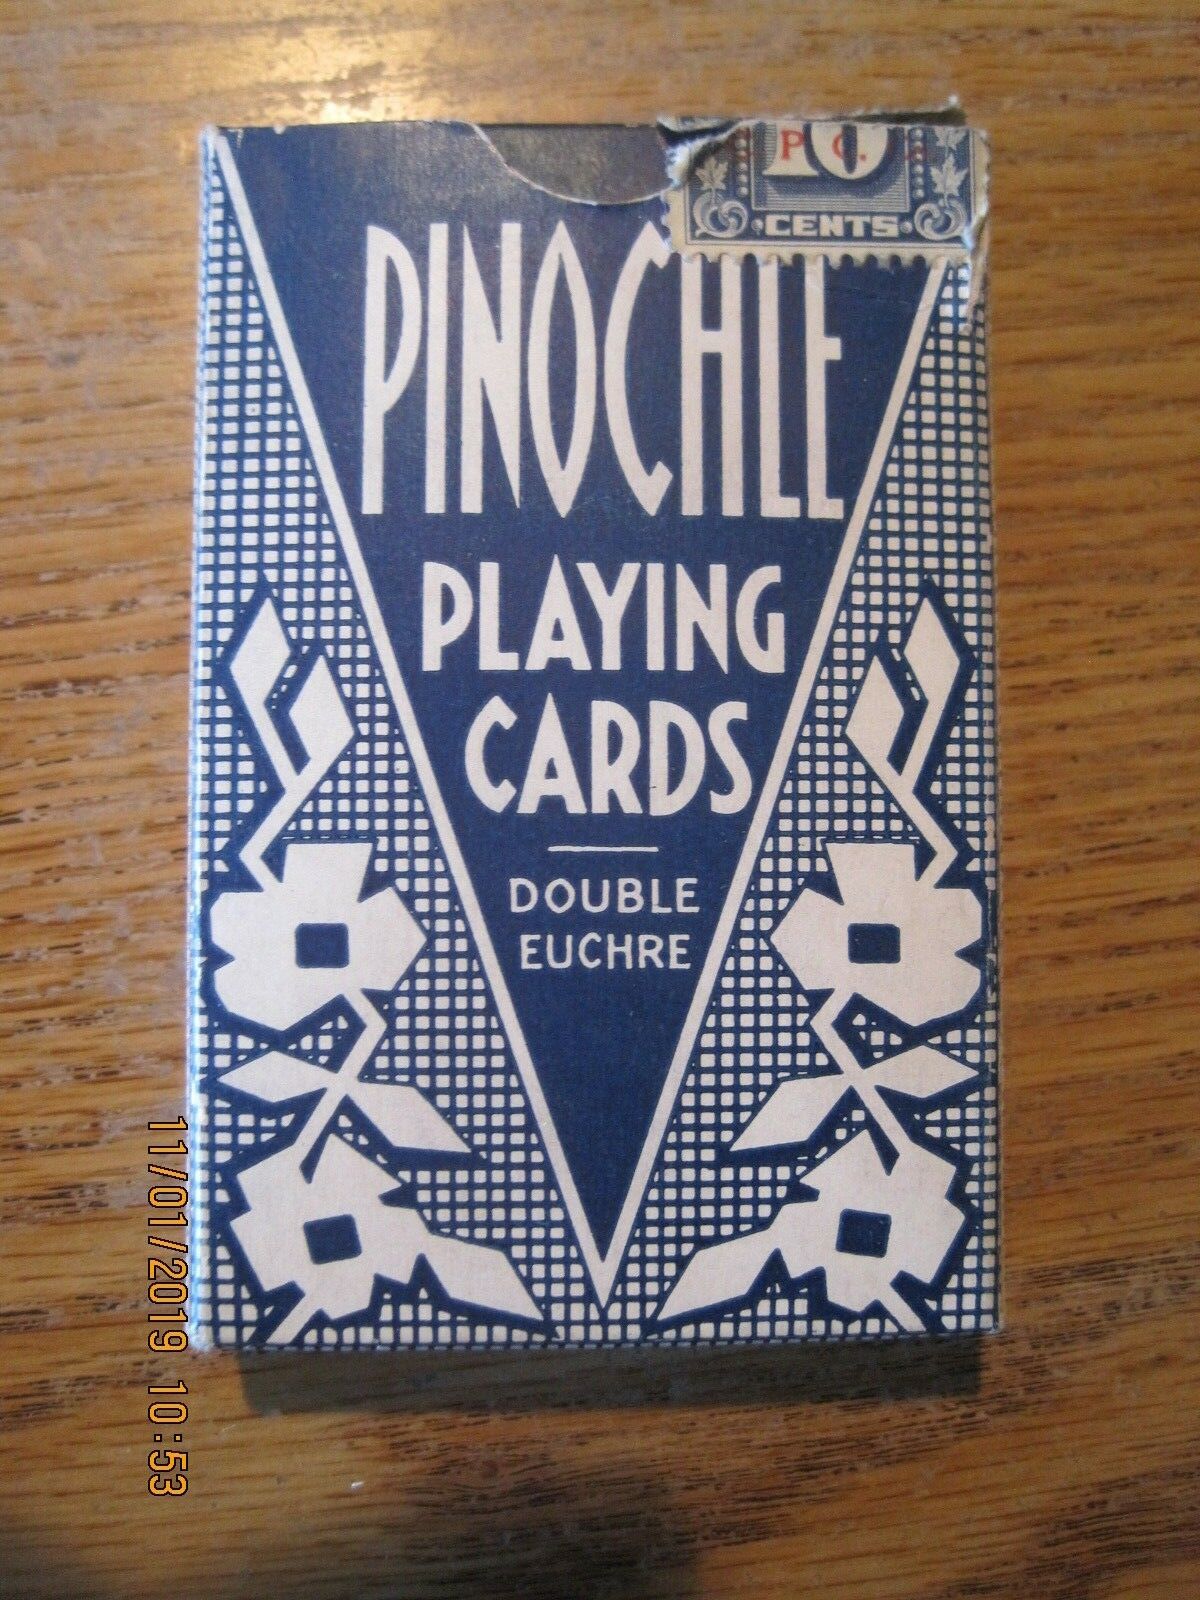 P. C.
10
CENTS
PINOCHLE
PLAYING
CARDS
DOUBLE
EUCHRE
11/01/2019 10:53